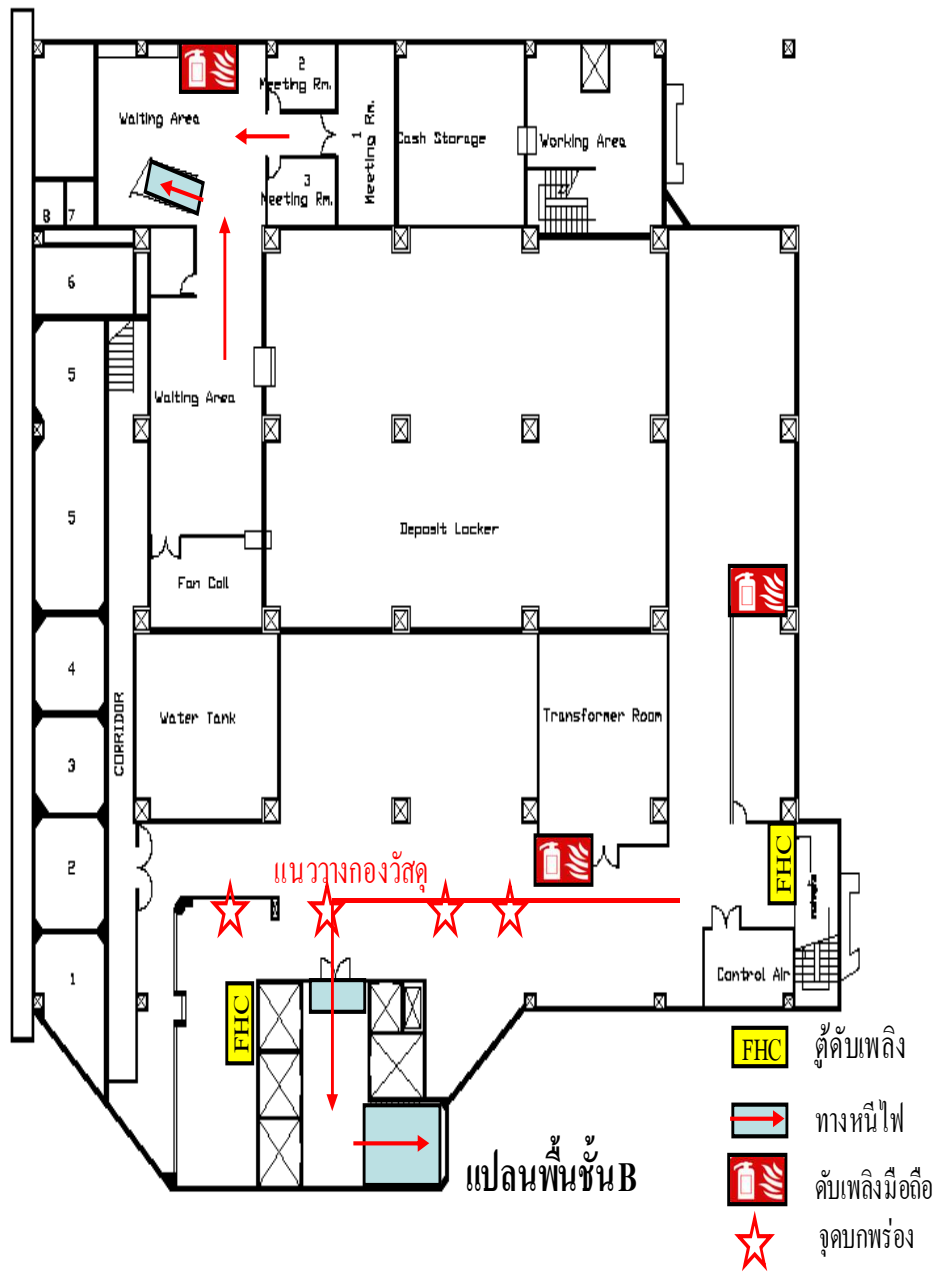 2
Meeting Rm.
Waiting Area
1
Meeting Rm.
Cash Storage
Working Area
3
Meeting Rm.
8
7
6
5
Waiting Area
5
Deposit Locker
Fan Coil
4
CORRIDOR
Water Tank
Transformer Room
3
2
แนววางกองวัสดุ
FHC
1
Control Air
FHC
FHC
ตู้ดับเพลิง
ทางหนีไฟ
แปลนพื้นชั้นB
ดับเพลิงมือถือ
จุดบกพร่อง